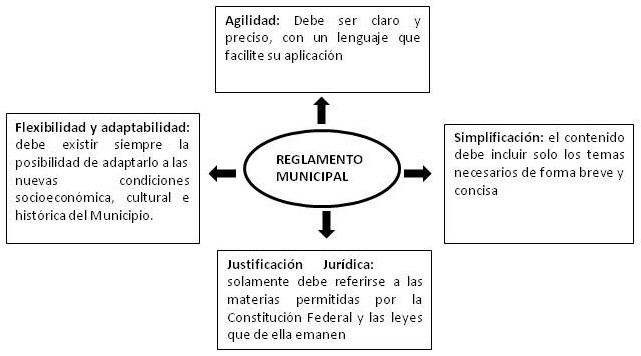 Agilidad: Debe ser claro y
preciso, con un lenguaje que
facilite su aplicación
Flexibilidad y adaptabilidad:
debe existir siempre la
posibilidad de adaptarlo a las
nuevas condiciones
socioeconómica, cultural e
histórica del Municipio.
REGLAMENTO
MUNICIPAL
Simplificación: el contenido
debe incluir solo los temas
necesarios de forma breve y
concisa
Justificación Jurídica:
solamente debe referirse a las
materias permitidas por la
Constitución Federal y las leyes
que de ella emanen